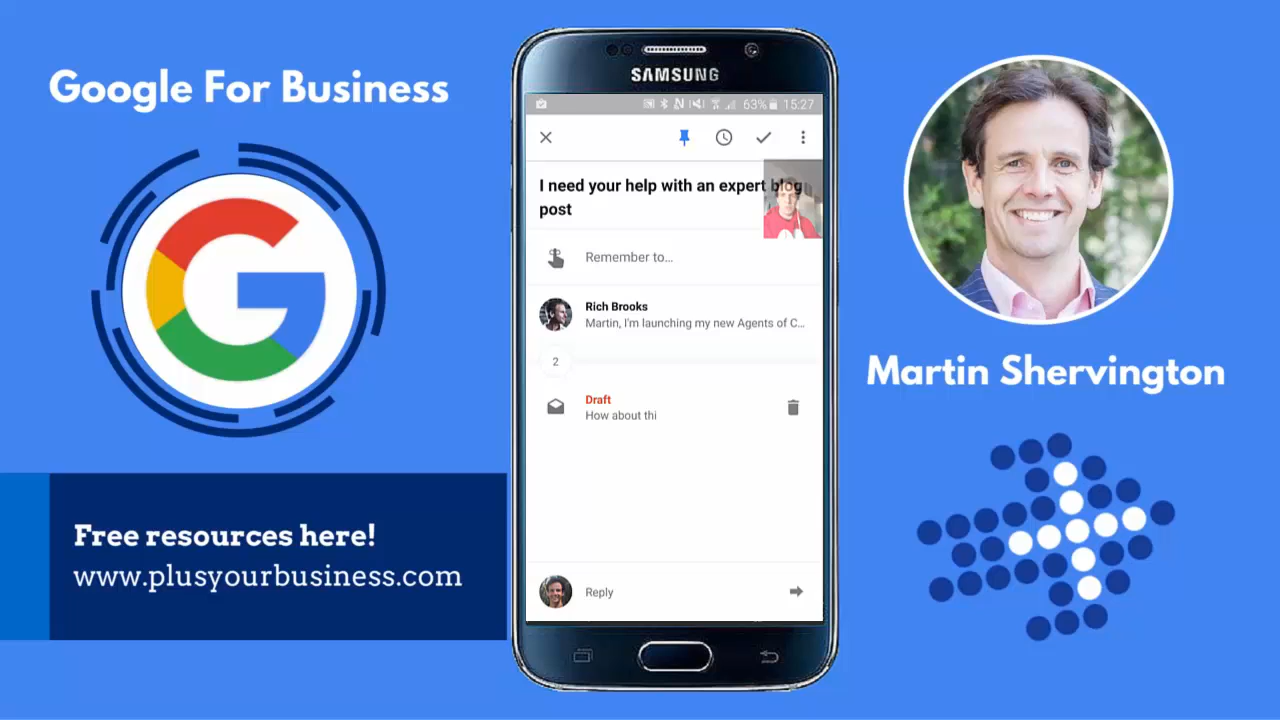 Google For Business
Free resources here!
www.plusyourbusiness.com
SAMSUNG
63% 15:27
I need your help with an expert blog
post
Remember to...
Rich Brooks
Martin, I'm launching my new Agents of C...
2
Draft
How about thi
Reply
Martin Shervington